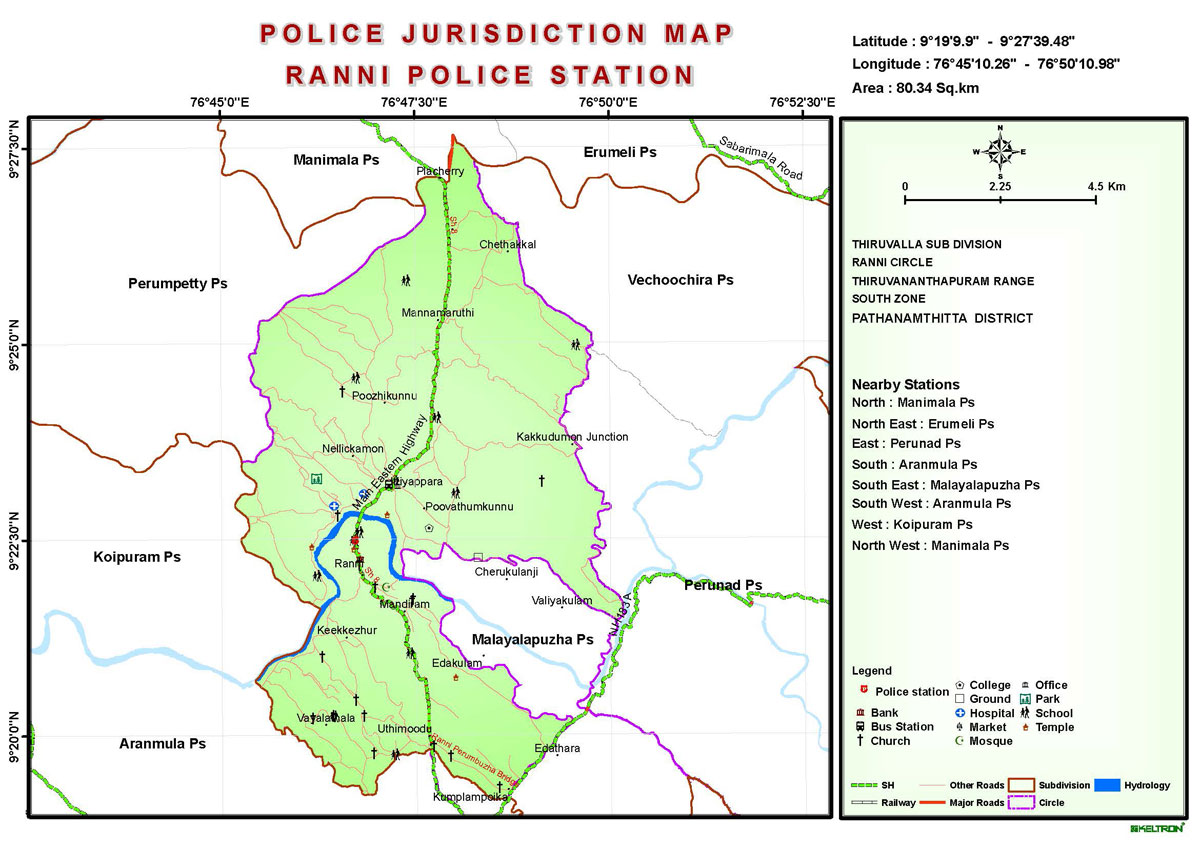 POLICE JURISDICTION MAP
RANNI POLICE STATION
Latitude : 9°19'9.9" - 9°27'39.48"
Longitude : 76°45'10.26" - 76°50'10.98"
Area : 80.34 Sq.km
76°45'0"E 76°47'30"E 76°50'0"E 76°52'30"E
9°27'30"N
9°25'0"N
9°22'30"N
9°20'0"N
Manimala Ps
Erumeli Ps
Sabarimala Road
Placherry
Sh 8
Chethakkal
Perumpetty Ps
Vechoochira Ps
Mannamaruthi
Poozhikunnu
Main Eastern Highway
Kakkudumon Junction
Nellickamon
Poovathumkunnu
Koipuram Ps
Ranni
Sh 8
Cherukulanji
Perunad Ps
Mandiram
Valiyakulam
NH 183 A
Keekkezhur
Malayalapuzha Ps
Edakulam
Vayalathala
Uthimoodu
Aranmula Ps
Ranni Perumbuzha Bridge
Edathara
Kumplampoika
N
W E
S
0 2.25 4.5 Km
THIRUVALLA SUB DIVISION
RANNI CIRCLE
THIRUVANANTHAPURAM RANGE
SOUTH ZONE
PATHANAMTHITTA DISTRICT
Nearby Stations
North : Manimala Ps
North East : Erumeli Ps
East : Perunad Ps
South : Aranmula Ps
South East : Malayalapuzha Ps
South West : Aranmula Ps
West : Koipuram Ps
North West : Manimala Ps
Legend
Police station
Bank
Bus Station
Church
College
Ground
Hospital
Market
Mosque
Office
Park
School
Temple
SH
Railway
Other Roads
Major Roads
Subdivision
Circle
Hydrology
KELTRON